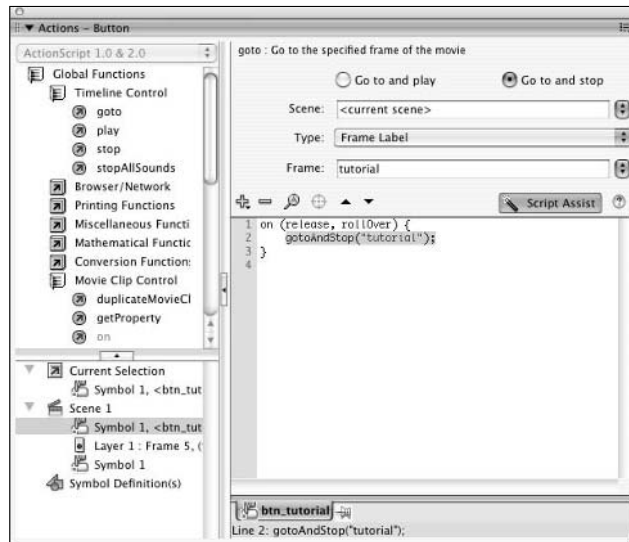 Actions - Button
ActionScript 1.0 & 2.0
Global Functions
Timeline Control
goto
play
stop
stopAllSounds
Browser/Network
Printing Functions
Miscellaneous Functi
Mathematical Functic
Conversion Function:
Movie Clip Control
duplicateMovieCl
getProperty
on
Current Selection
Symbol 1, <btn_tut
Scene 1
Symbol 1, <btn_tut
Layer 1 : Frame 5, (
Symbol 1
Symbol Definition(s)
goto : Go to the specified frame of the movie
Go to and play
Go to and stop
Scene: <current scene>
Type: Frame Label
Frame: tutorial
Script Assist
1 on (release, rollOver) {
2 gotoAndStop("tutorial");
3 }
4
btn_tutorial
Line 2: gotoAndStop("tutorial");